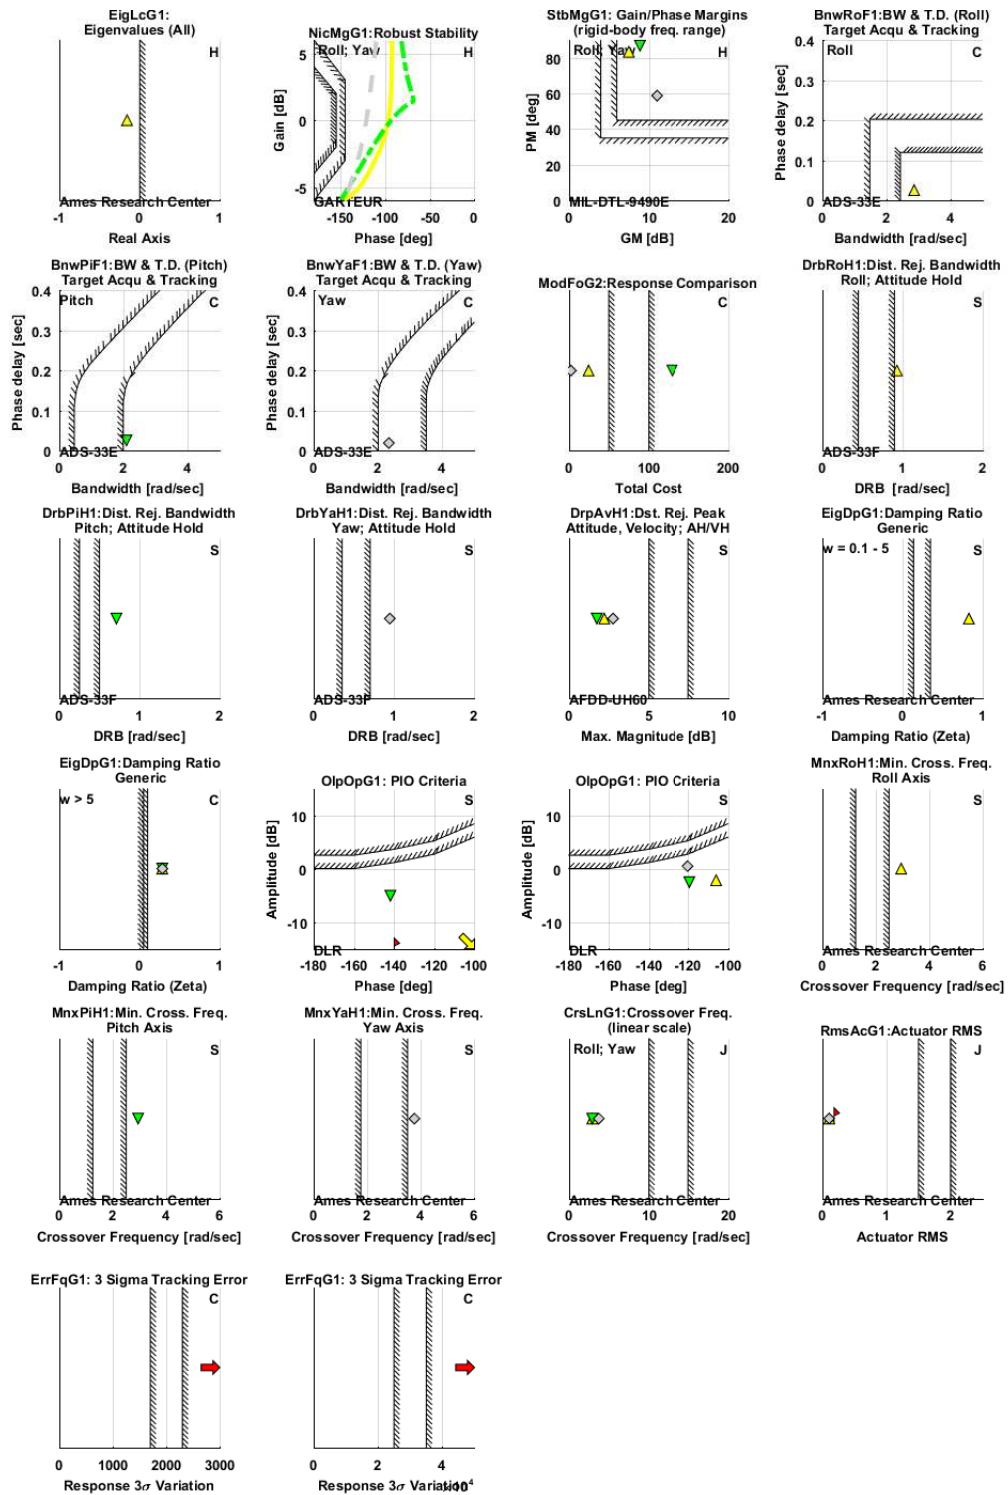 EigLcG1:
Eigenvalues (All)
H
Ames Research Center
-1
0
1
Real Axis
NicMgG1:Robust Stability
Roll; Yaw
H
5
0
-5
Gain [dB]
GARTEUR
-150
-100
-50
0
Phase [deg]
StbMgG1: Gain/Phase Margins
(rigid-body freq. range)
Roll; Yaw
H
80
60
40
20
0
PM [deg]
MIL-DTL-9490E
0
10
20
GM [dB]
BnwRoF1:BW & T.D. (Roll)
Target Acqu & Tracking
Roll
C
0.4
0.3
0.2
0.1
0
Phase delay [sec]
ADS-33E
0
2
4
Bandwidth [rad/sec]
BnwPiF1:BW & T.D. (Pitch)
Target Acqu & Tracking
Pitch
C
0.4
0.3
0.2
0.1
0
Phase delay [sec]
ADS-33E
0
2
4
Bandwidth [rad/sec]
BnwYaF1:BW & T.D. (Yaw)
Target Acqu & Tracking
Yaw
C
0.4
0.3
0.2
0.1
0
Phase delay [sec]
ADS-33E
0
2
4
Bandwidth [rad/sec]
ModFoG2:Response Comparison
C
0
100
200
Total Cost
DrbRoH1:Dist. Rej. Bandwidth
Roll; Attitude Hold
S
ADS-33F
0
1
2
DRB [rad/sec]
DrbPiH1:Dist. Rej. Bandwidth
Pitch; Attitude Hold
S
ADS-33F
0
1
2
DRB [rad/sec]
DrbYaH1:Dist. Rej. Bandwidth
Yaw; Attitude Hold
S
ADS-33F
0
1
2
DRB [rad/sec]
DrpAvH1:Dst. Rej. Peak
Attitude, Velocity; AH/VH
S
AFDD-UH60
0
5
10
Max. Magnitude [dB]
EigDpG1:Damping Ratio
Generic
w = 0.1 - 5
S
Ames Research Center
-1
0
1
Damping Ratio (Zeta)
EigDpG1:Damping Ratio
Generic
w > 5
C
-1
0
1
Damping Ratio (Zeta)
OlpOpG1: PIO Criteria
S
10
0
-10
Amplitude [dB]
DLR
-180
-160
-140
-120
-100
Phase [deg]
OlpOpG1: PIO Criteria
S
10
0
-10
Amplitude [dB]
DLR
-180
-160
-140
-120
-100
Phase [deg]
MnxRoH1:Min. Cross. Freq.
Roll Axis
S
Ames Research Center
0
2
4
6
Crossover Frequency [rad/sec]
MnxPiH1:Min. Cross. Freq.
Pitch Axis
S
Ames Research Center
0
2
4
6
Crossover Frequency [rad/sec]
MnxYaH1:Min. Cross. Freq.
Yaw Axis
S
Ames Research Center
0
2
4
6
Crossover Frequency [rad/sec]
CrsLnG1:Crossover Freq.
(linear scale)
Roll; Yaw
J
Ames Research Center
0
10
20
Crossover Frequency [rad/sec]
RmsAcG1:Actuator RMS
J
Ames Research Center
0
1
2
Actuator RMS
ErrFqG1: 3 Sigma Tracking Error
C
0
1000
2000
3000
Response 3σ Variation
ErrFqG1: 3 Sigma Tracking Error
C
0
2
4
×10⁴
Response 3σ Variation